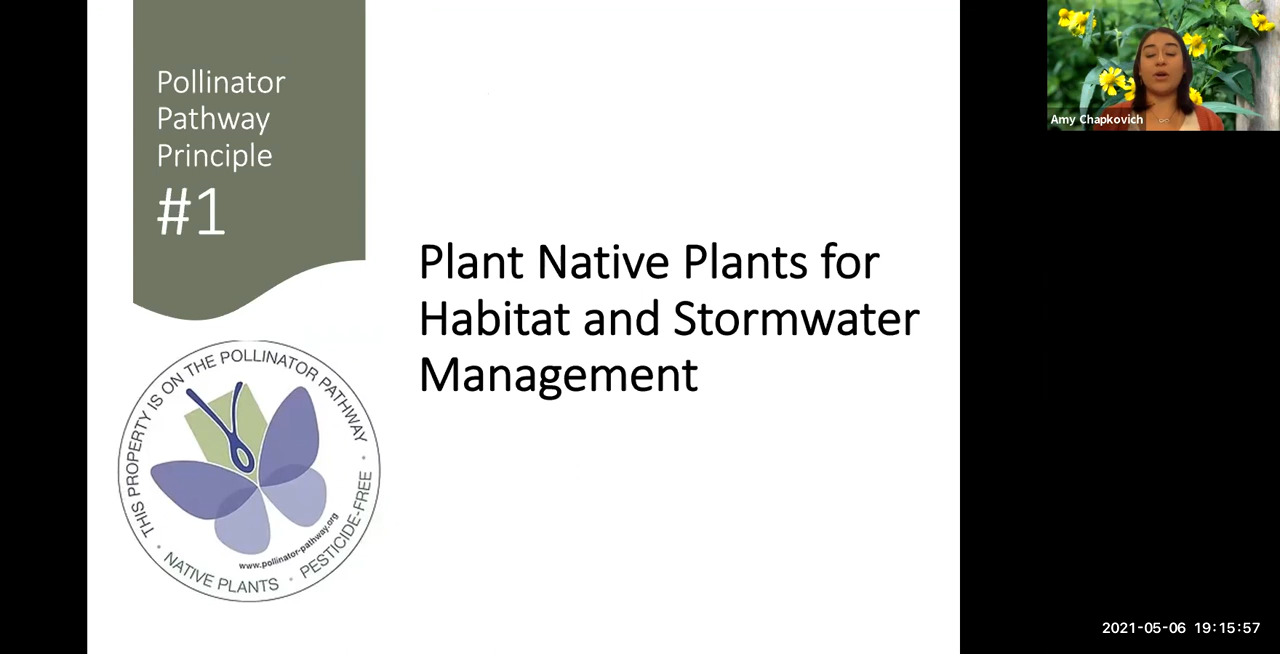 Pollinator
Pathway
Principle
#1
Plant Native Plants for
Habitat and Stormwater
Management
THIS PROPERTY IS ON THE POLLINATOR PATHWAY
• NATIVE PLANTS • PESTICIDE-FREE •
www.pollinator-pathway.org
Amy Chapkovich
2021-05-06 19:15:57